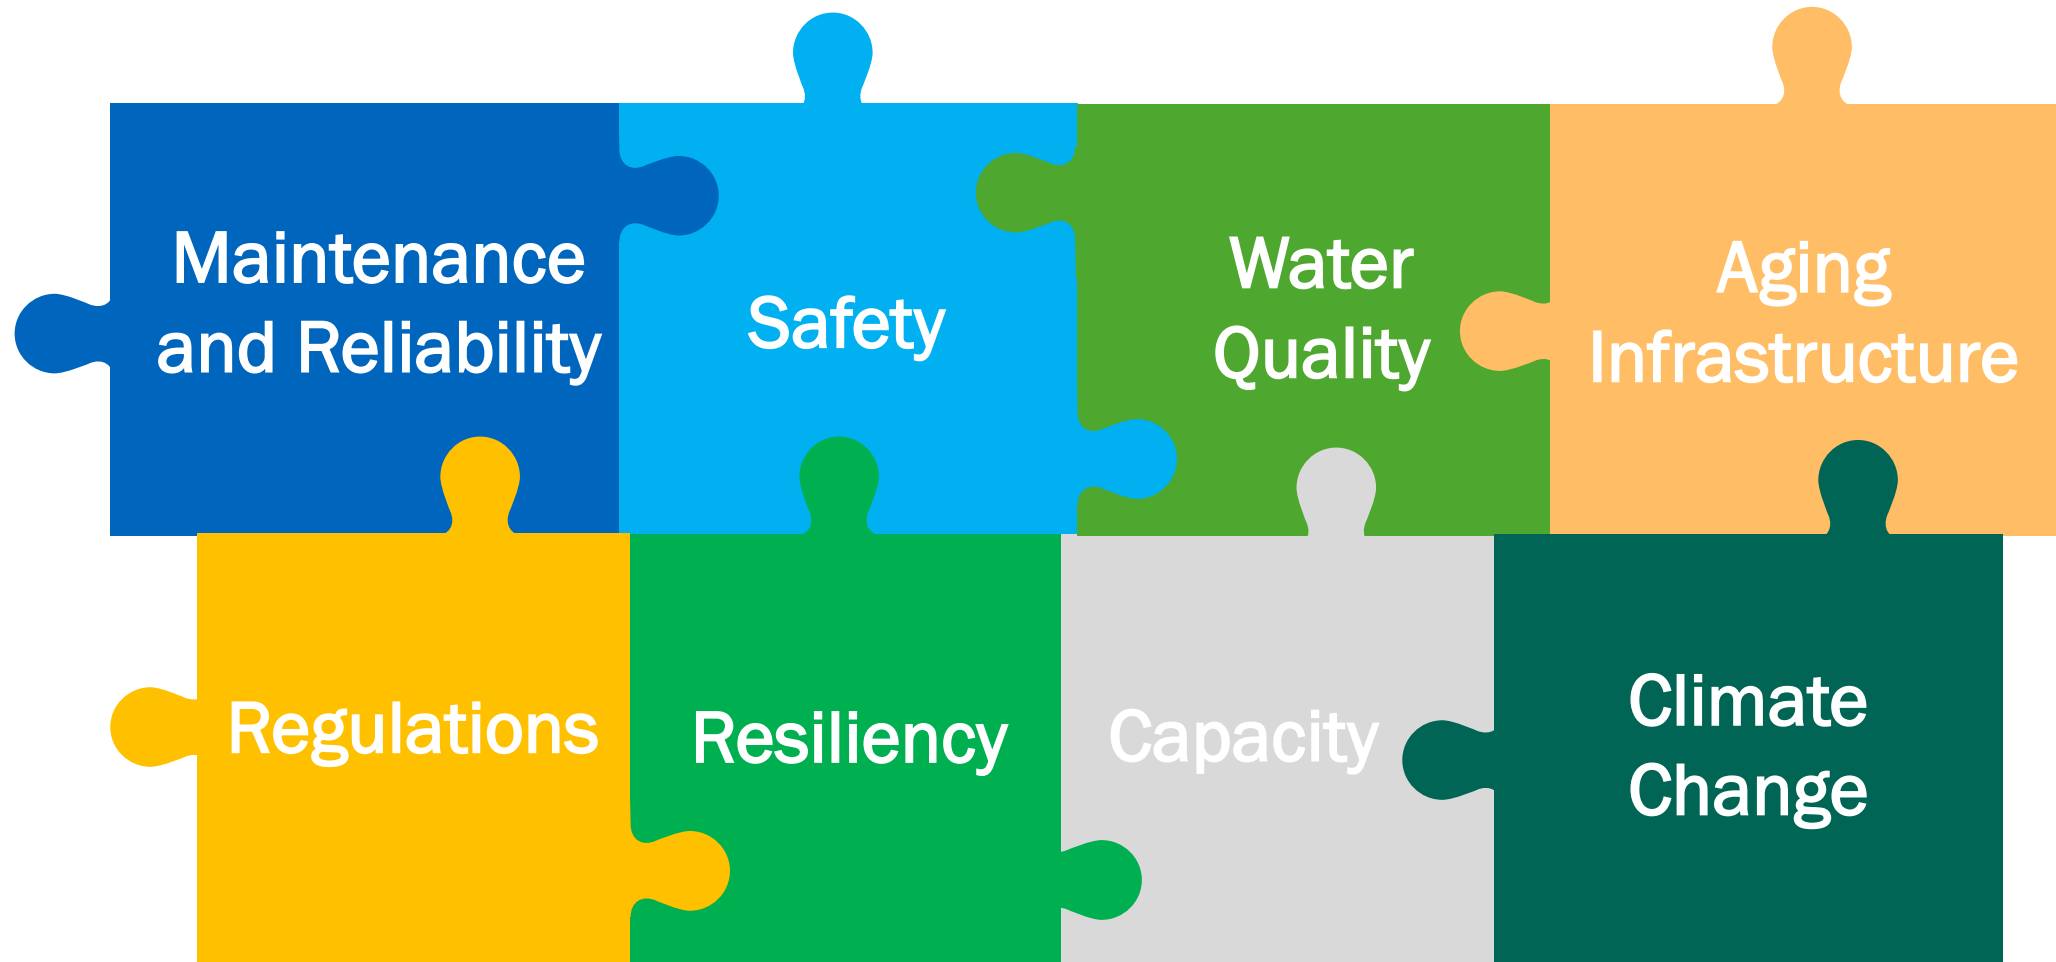 Maintenance
and Reliability
Safety
Water
Quality
Aging
Infrastructure
Regulations
Resiliency
Capacity
Climate
Change